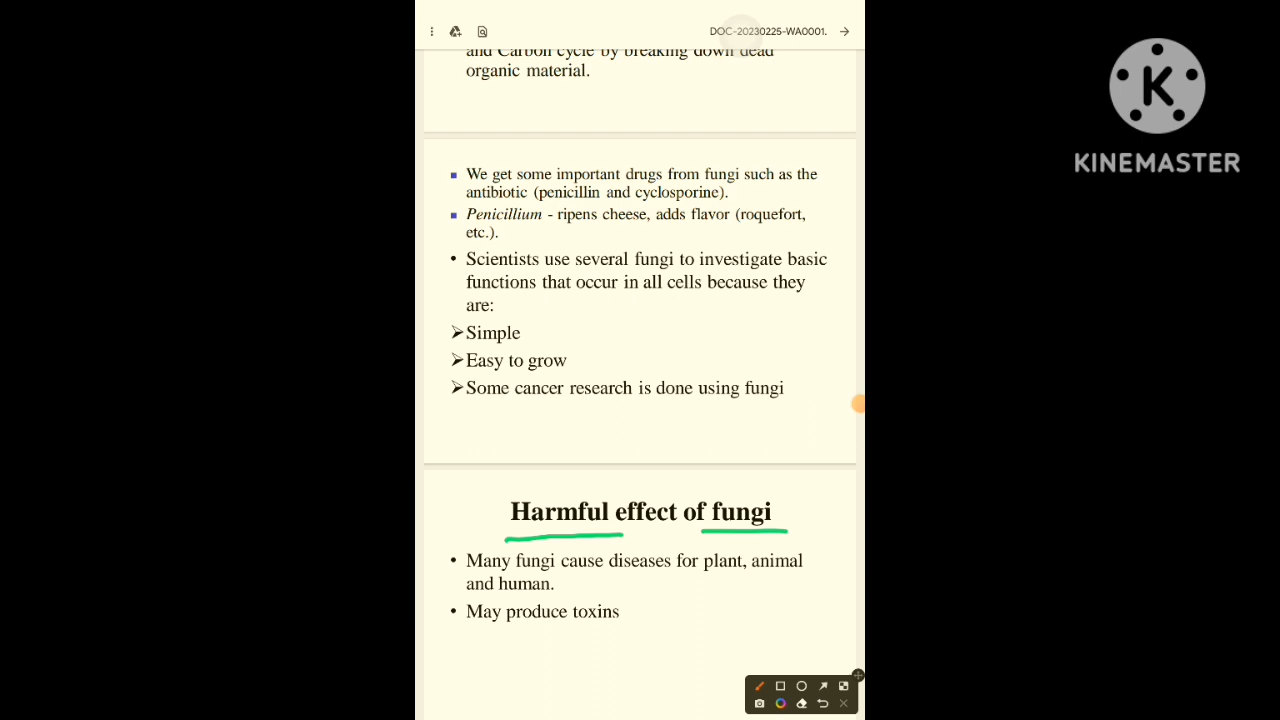 DOC-20230225-WA0001.
and Carbon cycle by breaking down dead
organic material.
▪ We get some important drugs from fungi such as the
antibiotic (penicillin and cyclosporine).
▪ Penicillium - ripens cheese, adds flavor (roquefort,
etc.).
• Scientists use several fungi to investigate basic
functions that occur in all cells because they
are:
➢Simple
➢Easy to grow
➢Some cancer research is done using fungi
Harmful effect of fungi
• Many fungi cause diseases for plant, animal
and human.
• May produce toxins
K
KINEMASTER